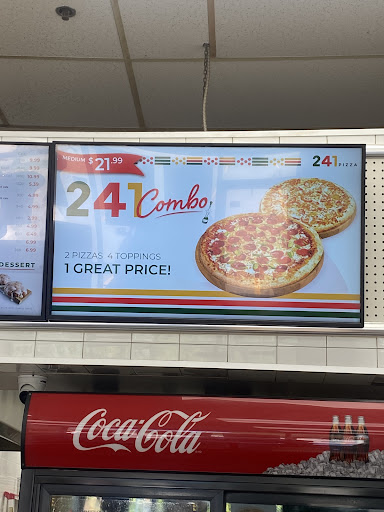 MEDIUM $21.99
241 PIZZA
241 Combo
2 PIZZAS 4 TOPPINGS
1 GREAT PRICE!
DESSERT
Coca-Cola